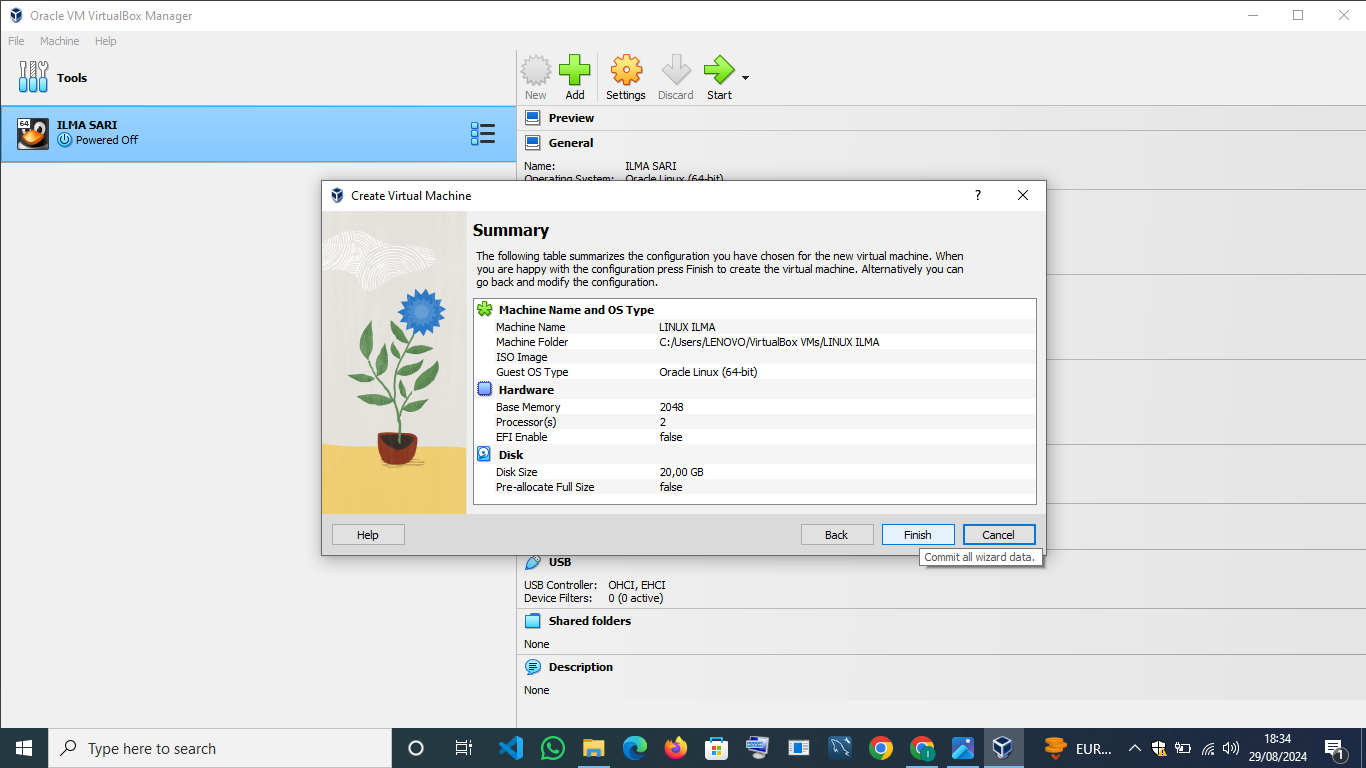 Oracle VM VirtualBox Manager
File Machine Help
Tools
New Add Settings Discard Start
64
ILMA SARI
Powered Off
Preview
General
Name: ILMA SARI
Operating System: Oracle Linux (64-bit)
Create Virtual Machine
?
Summary
The following table summarizes the configuration you have chosen for the new virtual machine. When
you are happy with the configuration press Finish to create the virtual machine. Alternatively you can
go back and modify the configuration.
Machine Name and OS Type
Machine Name LINUX ILMA
Machine Folder C:/Users/LENOVO/VirtualBox VMs/LINUX ILMA
ISO Image
Guest OS Type Oracle Linux (64-bit)
Hardware
Base Memory 2048
Processor(s) 2
EFI Enable false
Disk
Disk Size 20,00 GB
Pre-allocate Full Size false
Help Back Finish Cancel
Commit all wizard data.
USB
USB Controller: OHCI, EHCI
Device Filters: 0 (0 active)
Shared folders
None
Description
None
Type here to search
EUR...
18:34
29/08/2024
1